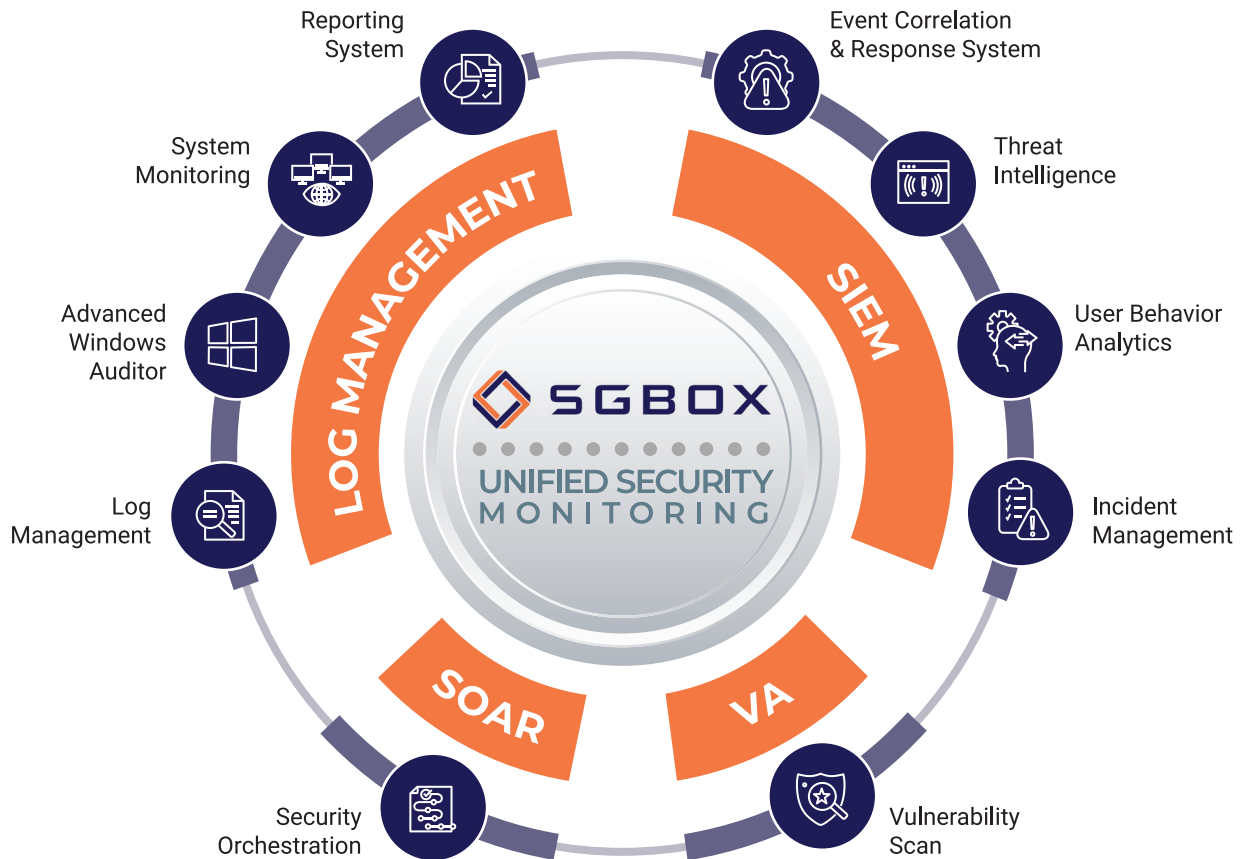 Reporting
System
Event Correlation
& Response System
System
Monitoring
Threat
Intelligence
Advanced
Windows
Auditor
User Behavior
Analytics
Log
Management
Incident
Management
LOG MANAGEMENT
SIEM
SGBOX
UNIFIED SECURITY
MONITORING
SOAR
VA
Security
Orchestration
Vulnerability
Scan